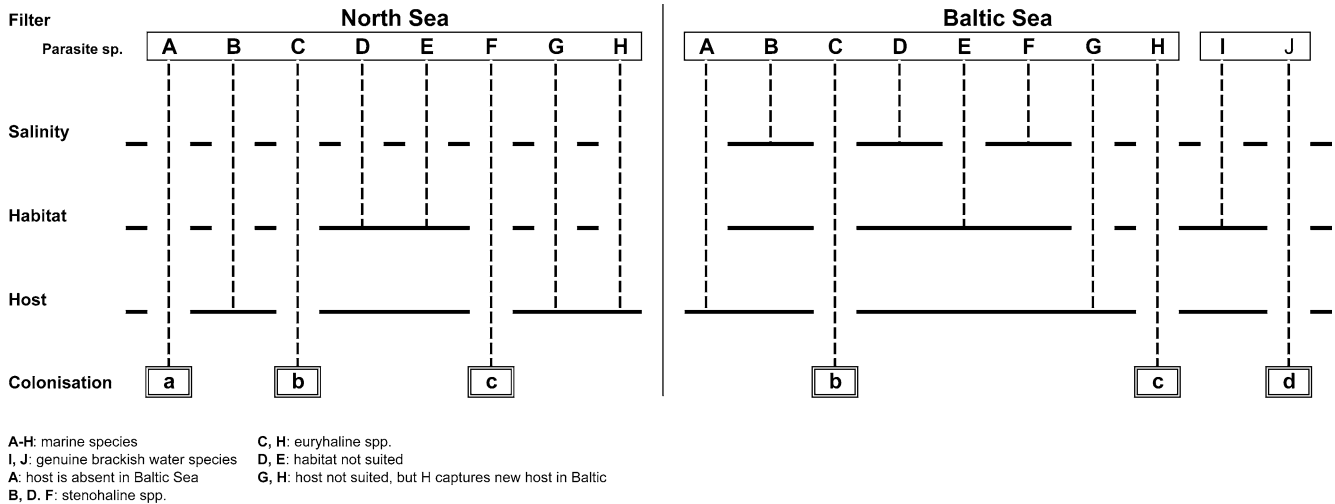 Filter North Sea Baltic Sea
Parasite sp. A B C D E F G H A B C D E F G H I J
Salinity
Habitat
Host
Colonisation a b c b c d
A-H: marine species
I, J: genuine brackish water species
A: host is absent in Baltic Sea
B, D. F: stenohaline spp.
C, H: euryhaline spp.
D, E: habitat not suited
G, H: host not suited, but H captures new host in Baltic